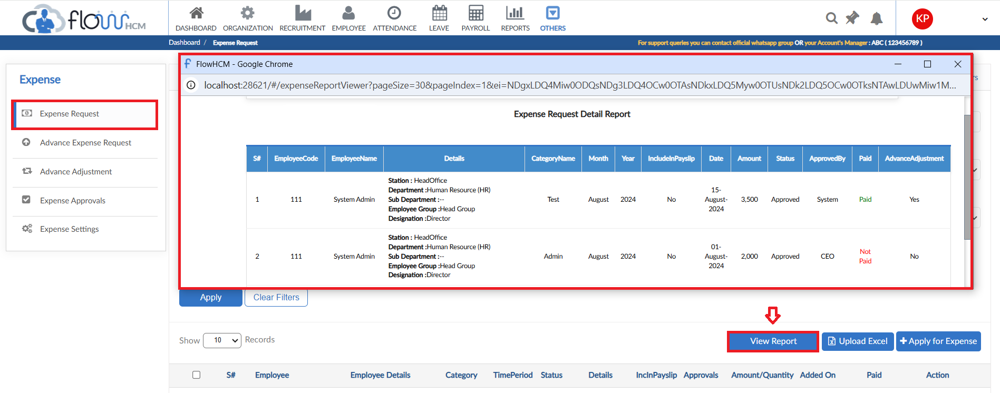 flow HCM
DASHBOARD ORGANIZATION RECRUITMENT EMPLOYEE ATTENDANCE LEAVE PAYROLL REPORTS OTHERS
KP
Dashboard / Expense Request
For support queries you can contact official whatsapp group OR your Account's Manager : ABC ( 123456789 )
Expense
Expense Request
Advance Expense Request
Advance Adjustment
Expense Approvals
Expense Settings
FlowHCM - Google Chrome
localhost:28621/#/expenseReportViewer?pageSize=30&pageIndex=1&ei=NDgxLDQ4Miw0ODQsNDg3LDQ4OCw0OTAsNDkxLDQ5Myw0OTUsNDk2LDQ5OCw0OTksNTAwLDUwMiw1M...
rs
Expense Request Detail Report
S# EmployeeCode EmployeeName Details CategoryName Month Year IncludeInPayslip Date Amount Status ApprovedBy Paid AdvanceAdjustment
1 111 System Admin
Station : HeadOffice
Department :Human Resource (HR)
Sub Department :--
Employee Group :Head Group
Designation :Director
Test August 2024 No
15-
August-
2024
3,500 Approved System Paid Yes
2 111 System Admin
Station : HeadOffice
Department :Human Resource (HR)
Sub Department :--
Employee Group :Head Group
Designation :Director
Admin August 2024 No
01-
August-
2024
2,000 Approved CEO
Not
Paid
No
Apply Clear Filters
Show 10 Records
View Report Upload Excel + Apply for Expense
S# Employee Employee Details Category TimePeriod Status Details IncInPayslip Approvals Amount/Quantity Added On Paid Action